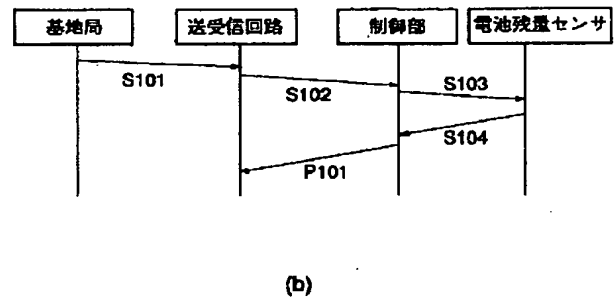 基地局 送受信回路 制御部 電池残量センサ
S101
S102
S103
S104
P101
(b)